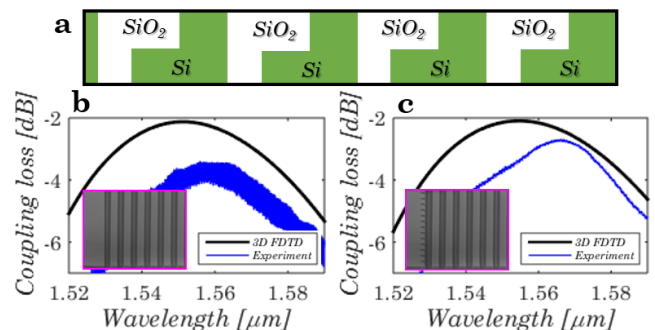 a
SiO2 SiO2 SiO2 SiO2
Si Si Si Si
b
c
Coupling loss [dB]
-2
-4
-6
3D FDTD
Experiment
1.52 1.54 1.56 1.58
Wavelength [μm]
Coupling loss [dB]
-2
-4
-6
3D FDTD
Experiment
1.52 1.54 1.56 1.58
Wavelength [μm]